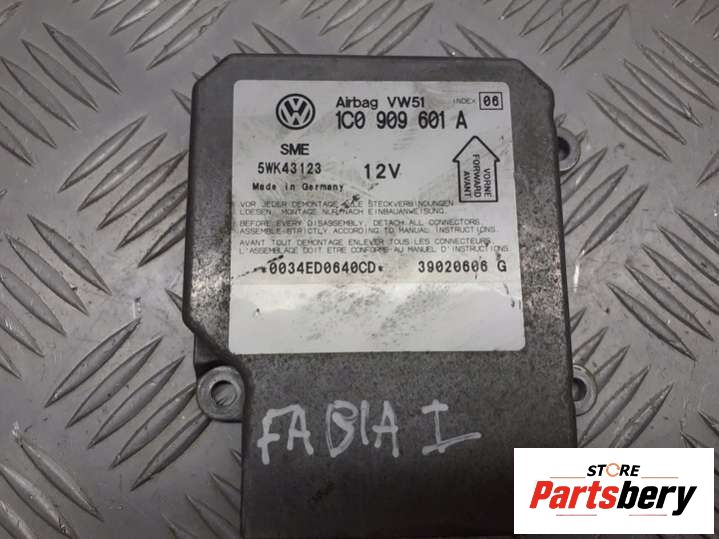 VW
Airbag VW51
INDEX 06
1C0 909 601 A
SME
5WK43123
12V
Made in Germany
VORNE
FORWARD
AVANT
VOR JEDER DEMONTAGE ALLE STECKVERBINDUNGEN
LOESEN. MONTAGE NUR NACH EINBAUANWEISUNG.
BEFORE EVERY DISASSEMBLY, DETACH ALL CONNECTORS
ASSEMBLE STRICTLY ACCORDING TO MANUAL INSTRUCTIONS
AVANT TOUT DEMONTAGE ENLEVER TOUS LES CONNECTEURS
L'ASSEMBLAGE DOIT ETRE CONFORME AU MANUEL D'INSTRUCTIONS
*0034ED0640CD* 39020606 G
FABIA I
STORE
Partsbery